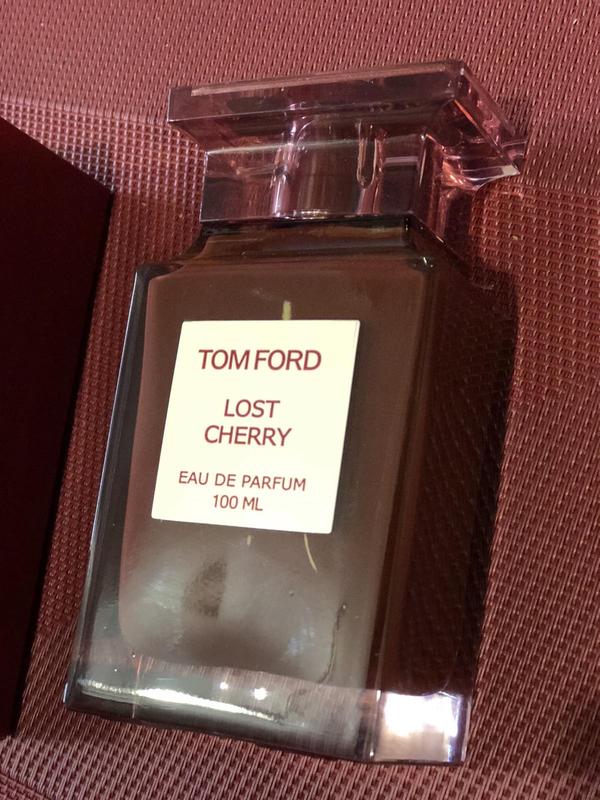 TOM FORD
LOST
CHERRY
EAU DE PARFUM
100 ML